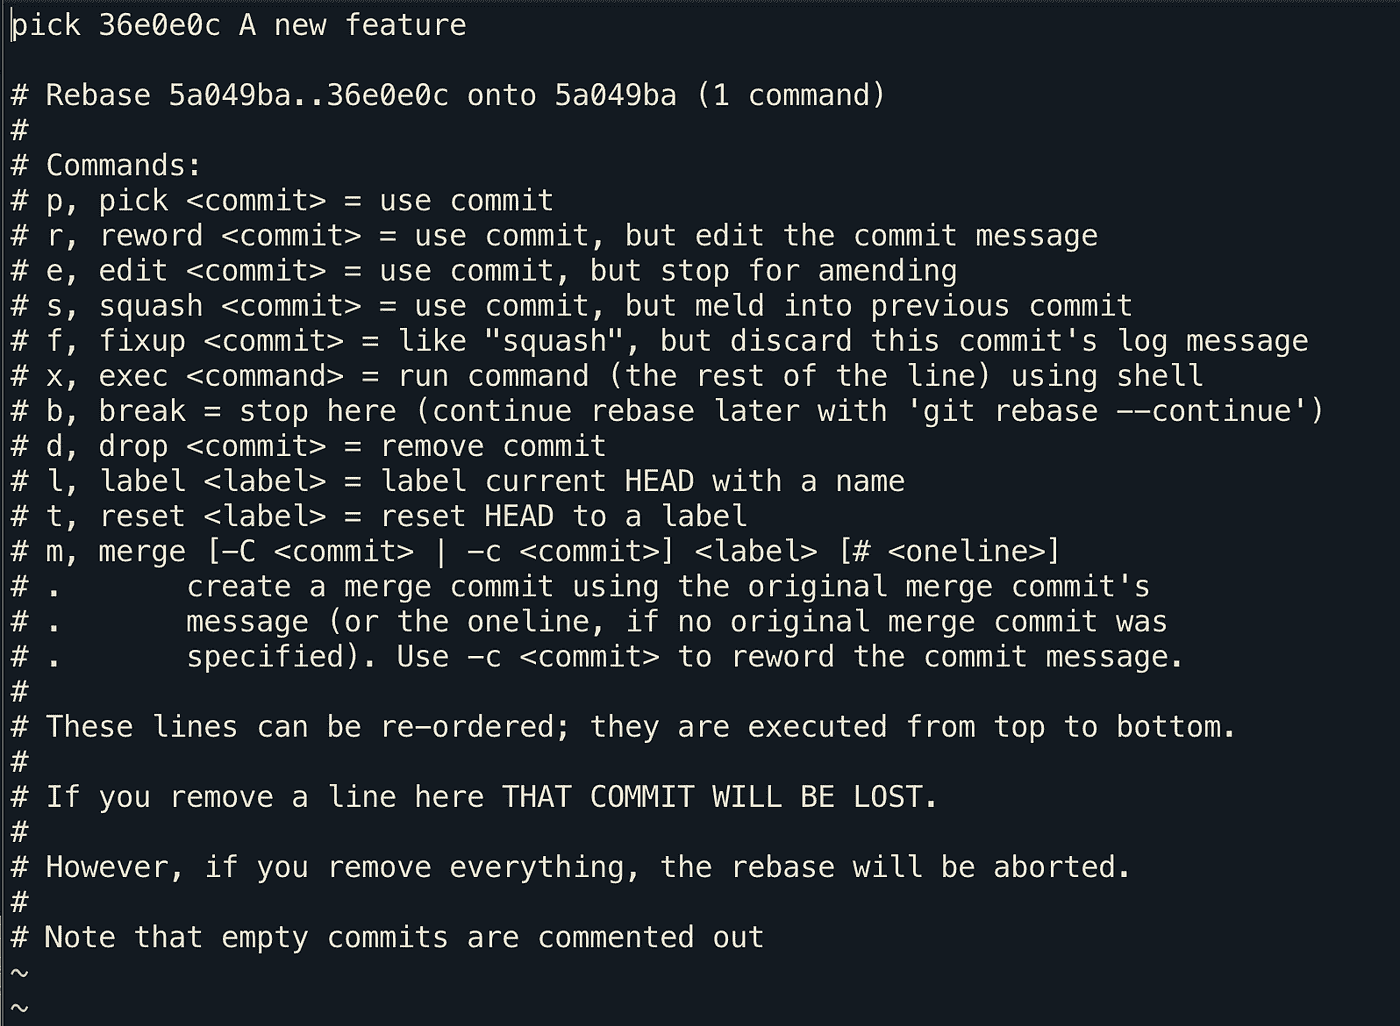 pick 36e0e0c A new feature

# Rebase 5a049ba..36e0e0c onto 5a049ba (1 command)
#
# Commands:
# p, pick <commit> = use commit
# r, reword <commit> = use commit, but edit the commit message
# e, edit <commit> = use commit, but stop for amending
# s, squash <commit> = use commit, but meld into previous commit
# f, fixup <commit> = like "squash", but discard this commit's log message
# x, exec <command> = run command (the rest of the line) using shell
# b, break = stop here (continue rebase later with 'git rebase --continue')
# d, drop <commit> = remove commit
# l, label <label> = label current HEAD with a name
# t, reset <label> = reset HEAD to a label
# m, merge [-C <commit> | -c <commit>] <label> [# <oneline>]
# .       create a merge commit using the original merge commit's
# .       message (or the oneline, if no original merge commit was
# .       specified). Use -c <commit> to reword the commit message.
#
# These lines can be re-ordered; they are executed from top to bottom.
#
# If you remove a line here THAT COMMIT WILL BE LOST.
#
# However, if you remove everything, the rebase will be aborted.
#
# Note that empty commits are commented out
~
~